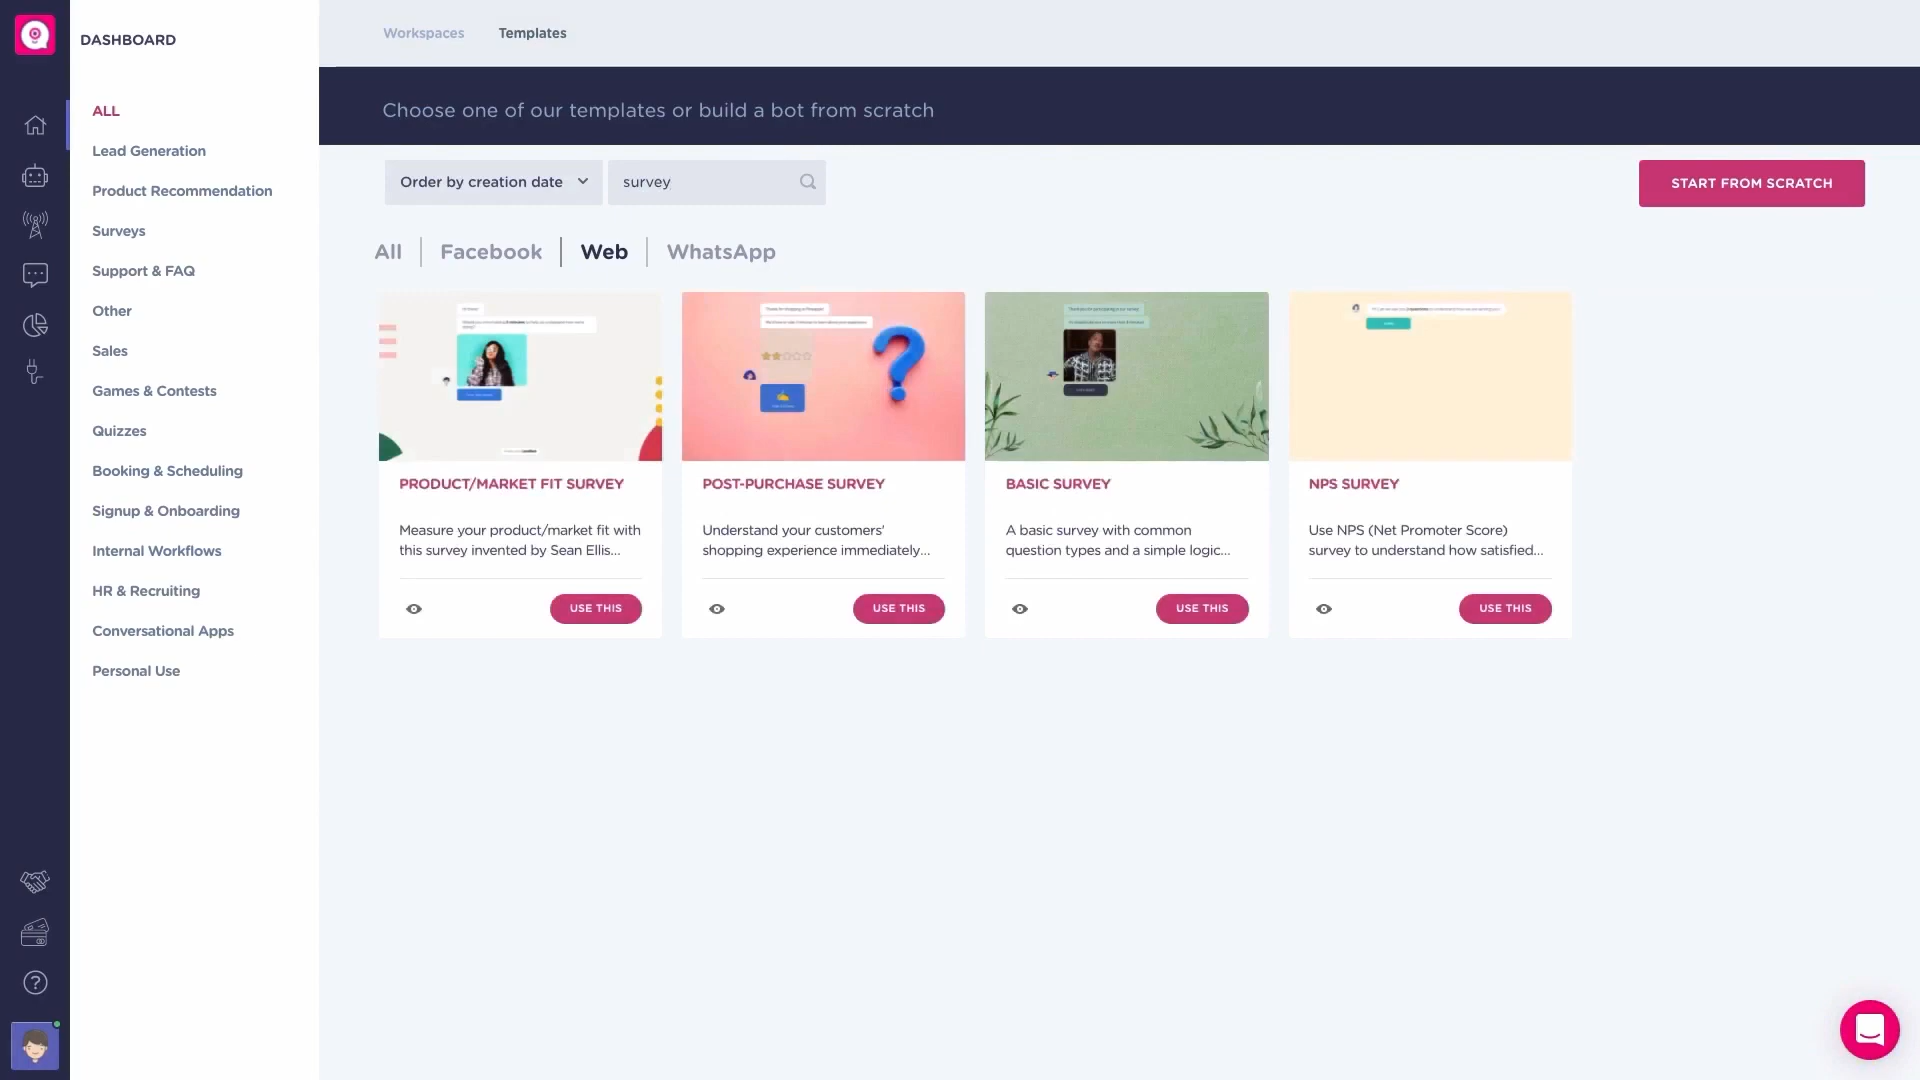 DASHBOARD
Workspaces
Templates
ALL
Lead Generation
Product Recommendation
Surveys
Support & FAQ
Other
Sales
Games & Contests
Quizzes
Booking & Scheduling
Signup & Onboarding
Internal Workflows
HR & Recruiting
Conversational Apps
Personal Use
Choose one of our templates or build a bot from scratch
Order by creation date
survey
START FROM SCRATCH
All
Facebook
Web
WhatsApp
PRODUCT/MARKET FIT SURVEY
Measure your product/market fit with
this survey invented by Sean Ellis...
USE THIS
POST-PURCHASE SURVEY
Understand your customers'
shopping experience immediately...
USE THIS
BASIC SURVEY
A basic survey with common
question types and a simple logic...
USE THIS
NPS SURVEY
Use NPS (Net Promoter Score)
survey to understand how satisfied...
USE THIS